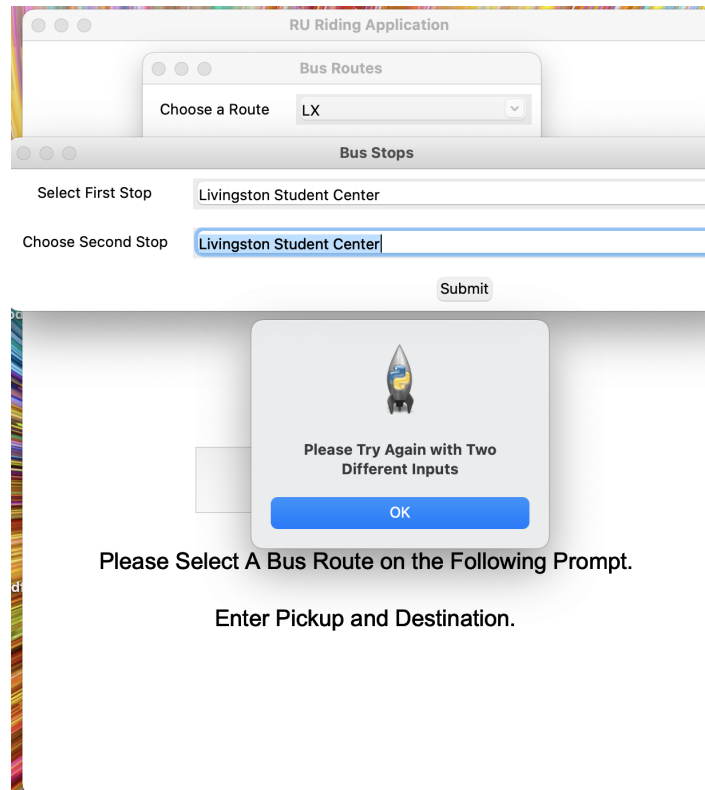 RU Riding Application
Bus Routes
Choose a Route LX
Bus Stops
Select First Stop Livingston Student Center
Choose Second Stop Livingston Student Center
Submit
Please Try Again with Two
Different Inputs
OK
Please Select A Bus Route on the Following Prompt.
Enter Pickup and Destination.